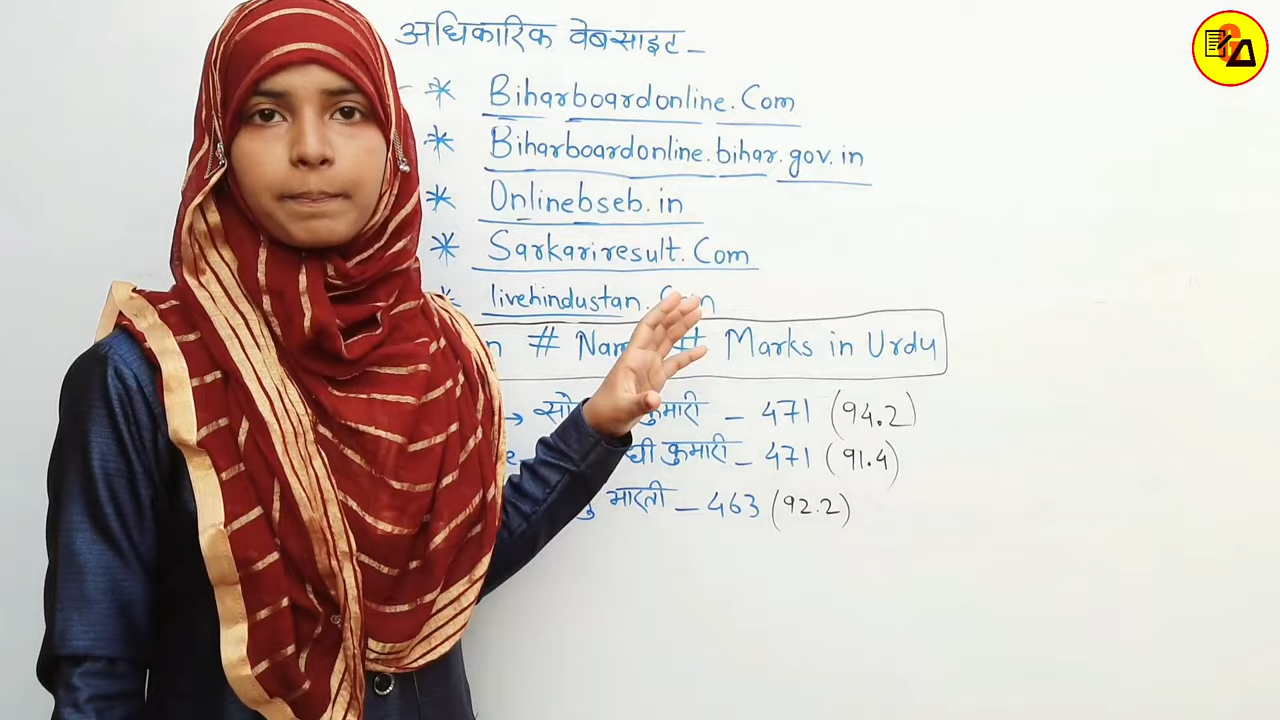 अधिकारिक वेबसाइट -
* Biharboardonline.Com
* Biharboardonline.bihar.gov.in
* Onlinebseb.in
* Sarkariresult.Com
* livehindustan.
# # Marks in Urdu
→ कुमारी - 471 (94.2)
कुमारी - 471 (91.4)
भारती - 463 (92.2)